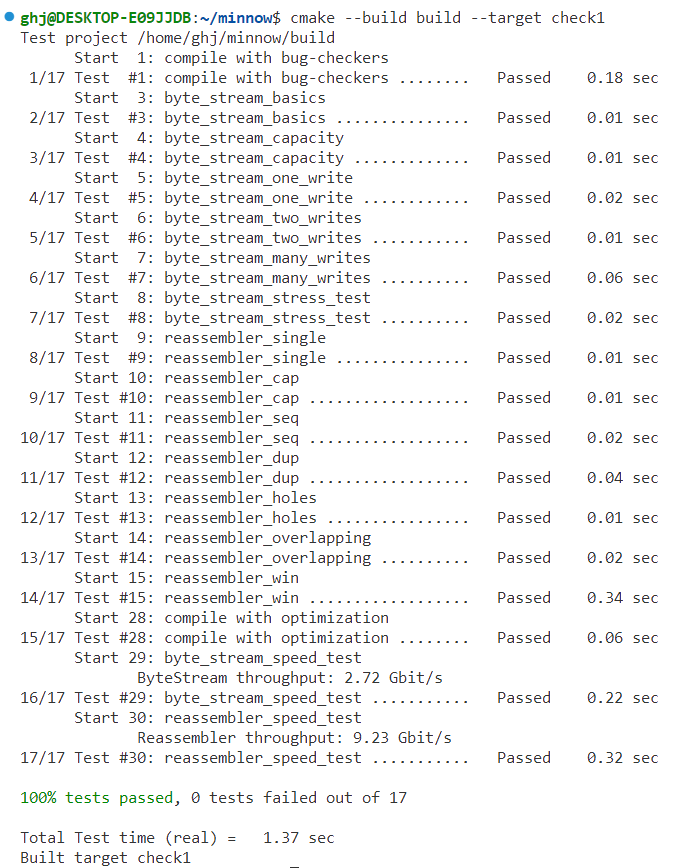 ghj@DESKTOP-E09JJDB:~/minnow$ cmake --build build --target check1
Test project /home/ghj/minnow/build
      Start  1: compile with bug-checkers
 1/17 Test  #1: compile with bug-checkers ........   Passed    0.18 sec
      Start  3: byte_stream_basics
 2/17 Test  #3: byte_stream_basics ...............   Passed    0.01 sec
      Start  4: byte_stream_capacity
 3/17 Test  #4: byte_stream_capacity .............   Passed    0.01 sec
      Start  5: byte_stream_one_write
 4/17 Test  #5: byte_stream_one_write ............   Passed    0.02 sec
      Start  6: byte_stream_two_writes
 5/17 Test  #6: byte_stream_two_writes ...........   Passed    0.01 sec
      Start  7: byte_stream_many_writes
 6/17 Test  #7: byte_stream_many_writes ..........   Passed    0.06 sec
      Start  8: byte_stream_stress_test
 7/17 Test  #8: byte_stream_stress_test ..........   Passed    0.02 sec
      Start  9: reassembler_single
 8/17 Test  #9: reassembler_single ...............   Passed    0.01 sec
      Start 10: reassembler_cap
 9/17 Test #10: reassembler_cap ..................   Passed    0.01 sec
      Start 11: reassembler_seq
10/17 Test #11: reassembler_seq ..................   Passed    0.02 sec
      Start 12: reassembler_dup
11/17 Test #12: reassembler_dup ..................   Passed    0.04 sec
      Start 13: reassembler_holes
12/17 Test #13: reassembler_holes ................   Passed    0.01 sec
      Start 14: reassembler_overlapping
13/17 Test #14: reassembler_overlapping ..........   Passed    0.02 sec
      Start 15: reassembler_win
14/17 Test #15: reassembler_win ..................   Passed    0.34 sec
      Start 28: compile with optimization
15/17 Test #28: compile with optimization ........   Passed    0.06 sec
      Start 29: byte_stream_speed_test
             ByteStream throughput: 2.72 Gbit/s
16/17 Test #29: byte_stream_speed_test ...........   Passed    0.22 sec
      Start 30: reassembler_speed_test
             Reassembler throughput: 9.23 Gbit/s
17/17 Test #30: reassembler_speed_test ...........   Passed    0.32 sec

100% tests passed, 0 tests failed out of 17

Total Test time (real) =   1.37 sec
Built target check1